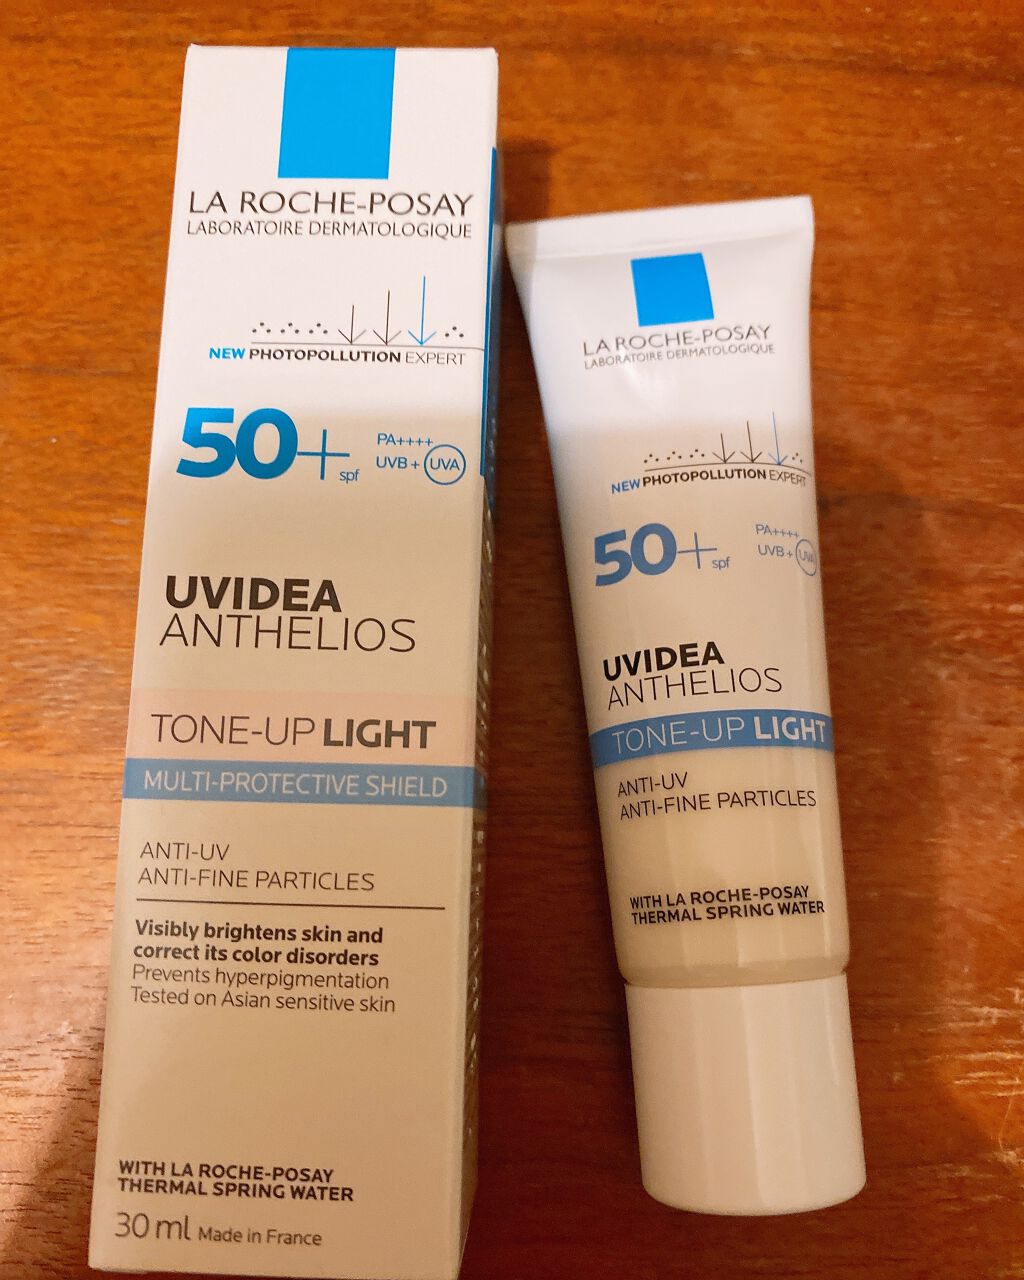 LA ROCHE-POSAY
LABORATOIRE DERMATOLOGIQUE
NEW PHOTOPOLLUTION EXPERT
50+ spf
PA++++
UVB + UVA
UVIDEA
ANTHELIOS
TONE-UP LIGHT
MULTI-PROTECTIVE SHIELD
ANTI-UV
ANTI-FINE PARTICLES
Visibly brightens skin and
correct its color disorders
Prevents hyperpigmentation
Tested on Asian sensitive skin
WITH LA ROCHE-POSAY
THERMAL SPRING WATER
30 ml Made in France
LA ROCHE-POSAY
LABORATOIRE DERMATOLOGIQUE
NEW PHOTOPOLLUTION EXPERT
50+ spf
PA++++
UVB + UVA
UVIDEA
ANTHELIOS
TONE-UP LIGHT
ANTI-UV
ANTI-FINE PARTICLES
WITH LA ROCHE-POSAY
THERMAL SPRING WATER